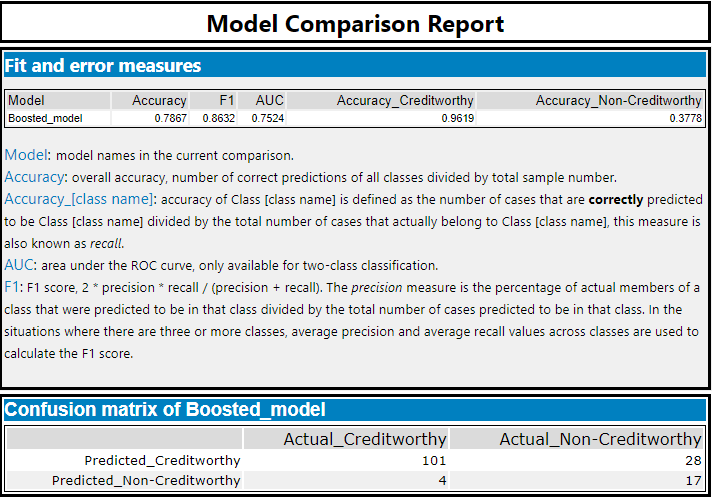 Model Comparison Report
Fit and error measures
Model Accuracy F1 AUC Accuracy_Creditworthy Accuracy_Non-Creditworthy
Boosted_model 0.7867 0.8632 0.7524 0.9619 0.3778
Model: model names in the current comparison.
Accuracy: overall accuracy, number of correct predictions of all classes divided by total sample number.
Accuracy_[class name]: accuracy of Class [class name] is defined as the number of cases that are correctly predicted
to be Class [class name] divided by the total number of cases that actually belong to Class [class name], this measure is
also known as recall.
AUC: area under the ROC curve, only available for two-class classification.
F1: F1 score, 2 * precision * recall / (precision + recall). The precision measure is the percentage of actual members of a
class that were predicted to be in that class divided by the total number of cases predicted to be in that class. In the
situations where there are three or more classes, average precision and average recall values across classes are used to
calculate the F1 score.
Confusion matrix of Boosted_model
Actual_Creditworthy Actual_Non-Creditworthy
Predicted_Creditworthy 101 28
Predicted_Non-Creditworthy 4 17